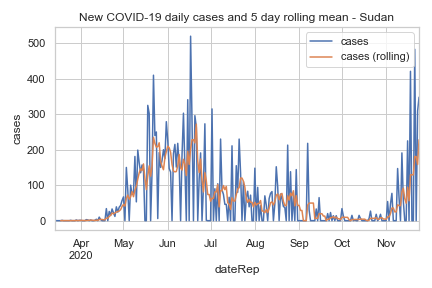 New COVID-19 daily cases and 5 day rolling mean - Sudan
cases
cases (rolling)
cases
500
400
300
200
100
0
Apr May Jun Jul Aug Sep Oct Nov
2020
dateRep